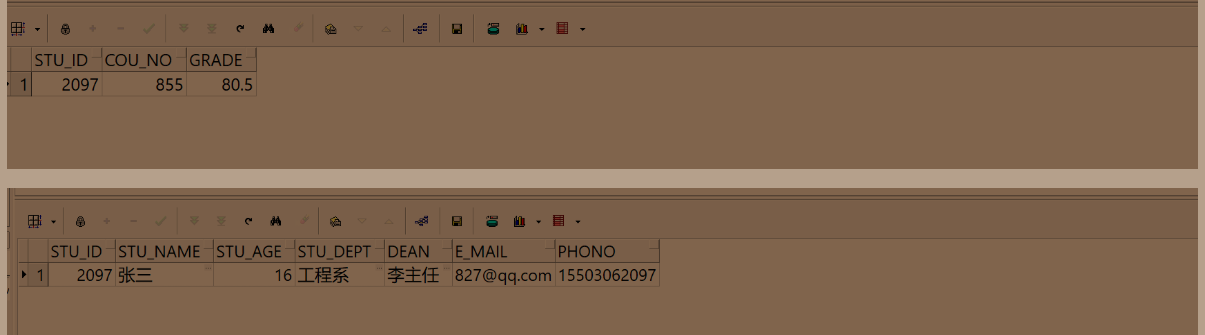 STU_ID COU_NO GRADE
1 2097 855 80.5
STU_ID STU_NAME STU_AGE STU_DEPT DEAN E_MAIL PHONO
1 2097 张三 16 工程系 李主任 827@qq.com 15503062097